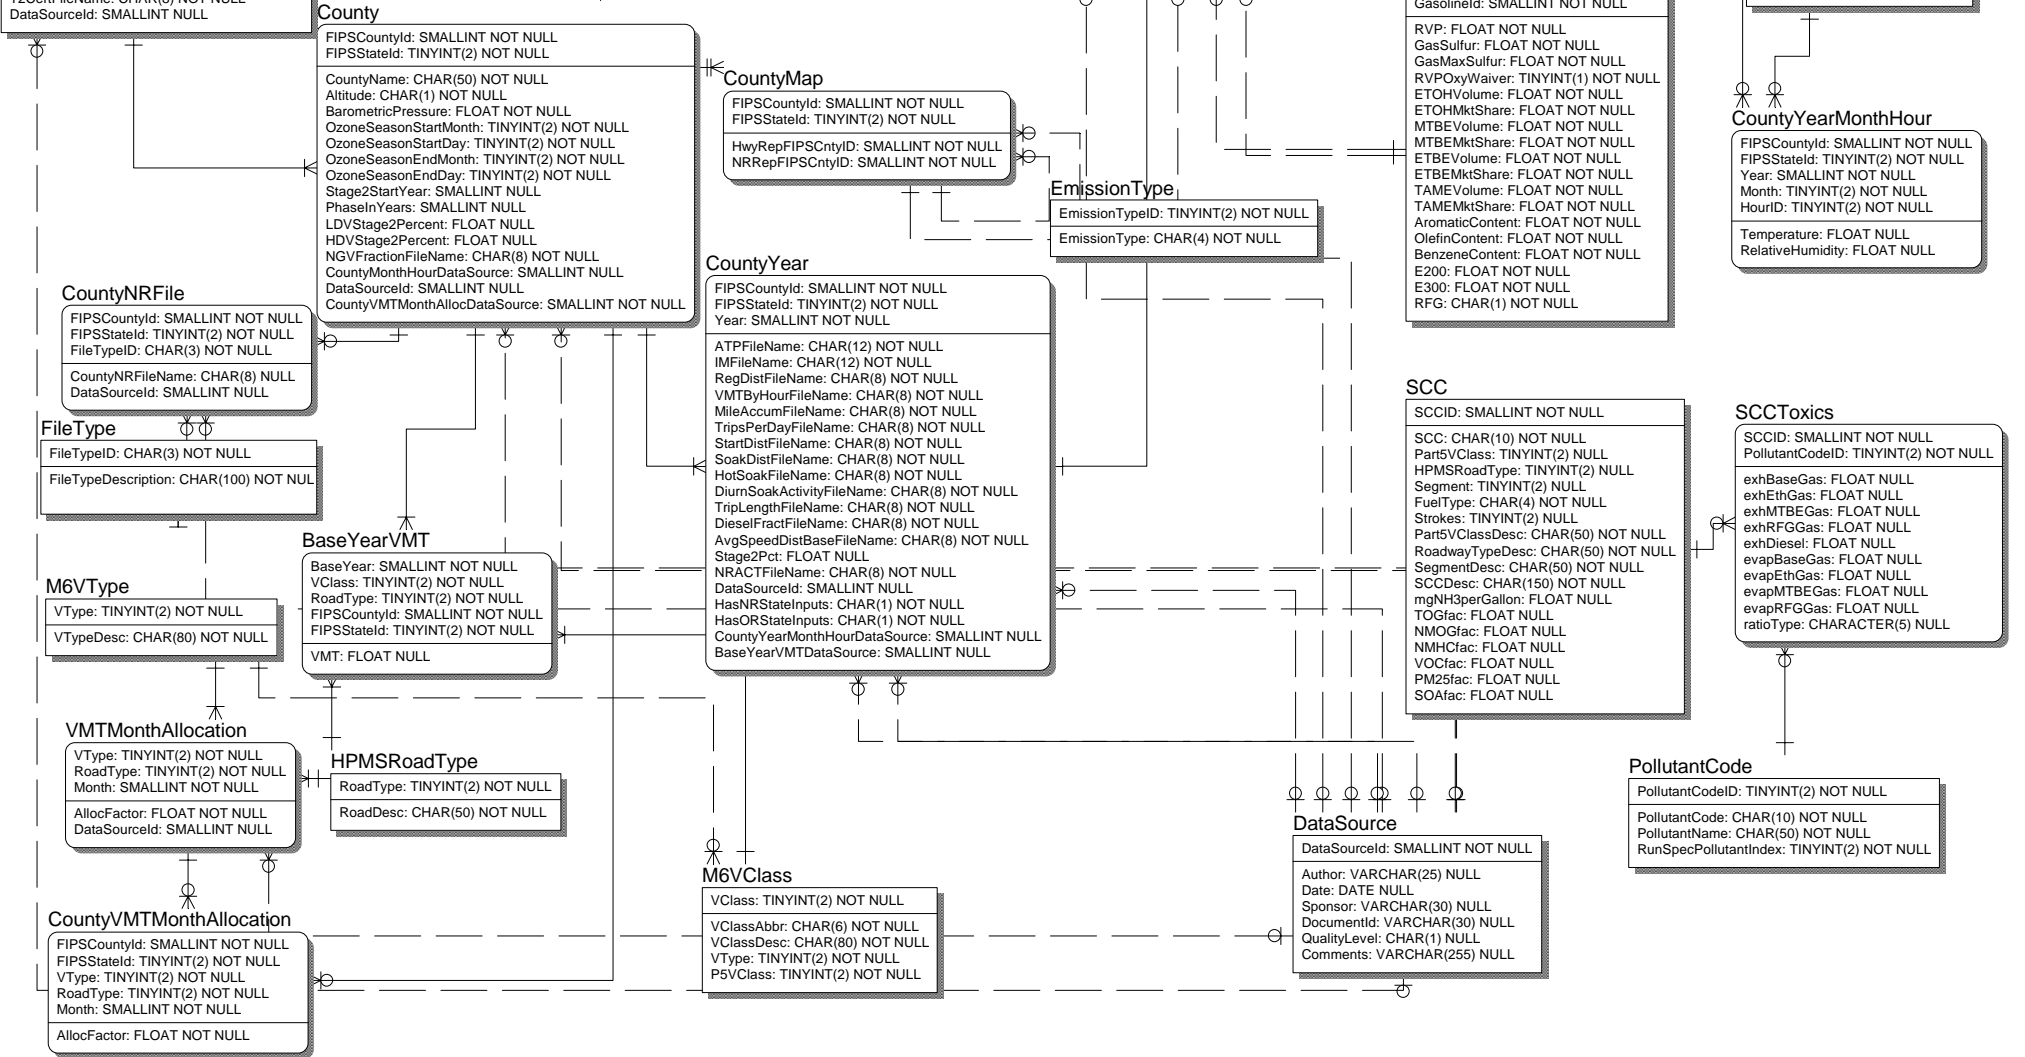 DataSourceId: SMALLINT NULL
County
FIPSCountyId: SMALLINT NOT NULL
FIPSStateId: TINYINT(2) NOT NULL
CountyName: CHAR(50) NOT NULL
Altitude: CHAR(1) NOT NULL
BarometricPressure: FLOAT NOT NULL
OzoneSeasonStartMonth: TINYINT(2) NOT NULL
OzoneSeasonStartDay: TINYINT(2) NOT NULL
OzoneSeasonEndMonth: TINYINT(2) NOT NULL
OzoneSeasonEndDay: TINYINT(2) NOT NULL
Stage2StartYear: SMALLINT NULL
PhaseInYears: SMALLINT NULL
LDVStage2Percent: FLOAT NULL
HDVStage2Percent: FLOAT NULL
NGVFractionFileName: CHAR(8) NOT NULL
CountyMonthHourDataSource: SMALLINT NULL
DataSourceId: SMALLINT NULL
CountyVMTMonthAllocDataSource: SMALLINT NOT NULL
CountyMap
FIPSCountyId: SMALLINT NOT NULL
FIPSStateId: TINYINT(2) NOT NULL
HwyRepFIPSCntyID: SMALLINT NOT NULL
NRRepFIPSCntyID: SMALLINT NOT NULL
EmissionType
EmissionTypeID: TINYINT(2) NOT NULL
EmissionType: CHAR(4) NOT NULL
GasolineId: SMALLINT NOT NULL
RVP: FLOAT NOT NULL
GasSulfur: FLOAT NOT NULL
GasMaxSulfur: FLOAT NOT NULL
RVPOxyWaiver: TINYINT(1) NOT NULL
ETOHVolume: FLOAT NOT NULL
ETOHMktShare: FLOAT NOT NULL
MTBEVolume: FLOAT NOT NULL
MTBEMktShare: FLOAT NOT NULL
ETBEVolume: FLOAT NOT NULL
ETBEMktShare: FLOAT NOT NULL
TAMEVolume: FLOAT NOT NULL
TAMEMktShare: FLOAT NOT NULL
AromaticContent: FLOAT NOT NULL
OlefinContent: FLOAT NOT NULL
BenzeneContent: FLOAT NOT NULL
E200: FLOAT NOT NULL
E300: FLOAT NOT NULL
RFG: CHAR(1) NOT NULL
CountyYearMonthHour
FIPSCountyId: SMALLINT NOT NULL
FIPSStateId: TINYINT(2) NOT NULL
Year: SMALLINT NOT NULL
Month: TINYINT(2) NOT NULL
HourID: TINYINT(2) NOT NULL
Temperature: FLOAT NULL
RelativeHumidity: FLOAT NULL
CountyNRFile
FIPSCountyId: SMALLINT NOT NULL
FIPSStateId: TINYINT(2) NOT NULL
FileTypeID: CHAR(3) NOT NULL
CountyNRFileName: CHAR(8) NULL
DataSourceId: SMALLINT NULL
FileType
FileTypeID: CHAR(3) NOT NULL
FileTypeDescription: CHAR(100) NOT NUL
CountyYear
FIPSCountyId: SMALLINT NOT NULL
FIPSStateId: TINYINT(2) NOT NULL
Year: SMALLINT NOT NULL
ATPFileName: CHAR(12) NOT NULL
IMFileName: CHAR(12) NOT NULL
RegDistFileName: CHAR(8) NOT NULL
VMTByHourFileName: CHAR(8) NOT NULL
MileAccumFileName: CHAR(8) NOT NULL
TripsPerDayFileName: CHAR(8) NOT NULL
StartDistFileName: CHAR(8) NOT NULL
SoakDistFileName: CHAR(8) NOT NULL
HotSoakFileName: CHAR(8) NOT NULL
DiurnSoakActivityFileName: CHAR(8) NOT NULL
TripLengthFileName: CHAR(8) NOT NULL
DieselFractFileName: CHAR(8) NOT NULL
AvgSpeedDistBaseFileName: CHAR(8) NOT NULL
Stage2Pct: FLOAT NULL
NRACTFileName: CHAR(8) NOT NULL
DataSourceId: SMALLINT NULL
HasNRStateInputs: CHAR(1) NOT NULL
HasORStateInputs: CHAR(1) NOT NULL
CountyYearMonthHourDataSource: SMALLINT NULL
BaseYearVMTDataSource: SMALLINT NULL
SCC
SCCID: SMALLINT NOT NULL
SCC: CHAR(10) NOT NULL
Part5VClass: TINYINT(2) NULL
HPMSRoadType: TINYINT(2) NULL
Segment: TINYINT(2) NULL
FuelType: CHAR(4) NOT NULL
Strokes: TINYINT(2) NULL
Part5VClassDesc: CHAR(50) NOT NULL
RoadwayTypeDesc: CHAR(50) NOT NULL
SegmentDesc: CHAR(50) NOT NULL
SCCDesc: CHAR(150) NOT NULL
mgNH3perGallon: FLOAT NULL
TOGfac: FLOAT NULL
NMOGfac: FLOAT NULL
NMHCfac: FLOAT NULL
VOCfac: FLOAT NULL
PM25fac: FLOAT NULL
SOAfac: FLOAT NULL
SCCToxics
SCCID: SMALLINT NOT NULL
PollutantCodeID: TINYINT(2) NOT NULL
exhBaseGas: FLOAT NULL
exhEthGas: FLOAT NULL
exhMTBEGas: FLOAT NULL
exhRFGGas: FLOAT NULL
exhDiesel: FLOAT NULL
evapBaseGas: FLOAT NULL
evapEthGas: FLOAT NULL
evapMTBEGas: FLOAT NULL
evapRFGGas: FLOAT NULL
ratioType: CHARACTER(5) NULL
BaseYearVMT
BaseYear: SMALLINT NOT NULL
VClass: TINYINT(2) NOT NULL
RoadType: TINYINT(2) NOT NULL
FIPSCountyId: SMALLINT NOT NULL
FIPSStateId: TINYINT(2) NOT NULL
VMT: FLOAT NULL
M6VType
VType: TINYINT(2) NOT NULL
VTypeDesc: CHAR(80) NOT NULL
VMTMonthAllocation
VType: TINYINT(2) NOT NULL
RoadType: TINYINT(2) NOT NULL
Month: SMALLINT NOT NULL
AllocFactor: FLOAT NOT NULL
DataSourceId: SMALLINT NULL
HPMSRoadType
RoadType: TINYINT(2) NOT NULL
RoadDesc: CHAR(50) NOT NULL
PollutantCode
PollutantCodeID: TINYINT(2) NOT NULL
PollutantCode: CHAR(10) NOT NULL
PollutantName: CHAR(50) NOT NULL
RunSpecPollutantIndex: TINYINT(2) NOT NULL
DataSource
DataSourceId: SMALLINT NOT NULL
Author: VARCHAR(25) NULL
Date: DATE NULL
Sponsor: VARCHAR(30) NULL
DocumentId: VARCHAR(30) NULL
QualityLevel: CHAR(1) NULL
Comments: VARCHAR(255) NULL
M6VClass
VClass: TINYINT(2) NOT NULL
VClassAbbr: CHAR(6) NOT NULL
VClassDesc: CHAR(80) NOT NULL
VType: TINYINT(2) NOT NULL
P5VClass: TINYINT(2) NOT NULL
CountyVMTMonthAllocation
FIPSCountyId: SMALLINT NOT NULL
FIPSStateId: TINYINT(2) NOT NULL
VType: TINYINT(2) NOT NULL
RoadType: TINYINT(2) NOT NULL
Month: SMALLINT NOT NULL
AllocFactor: FLOAT NOT NULL